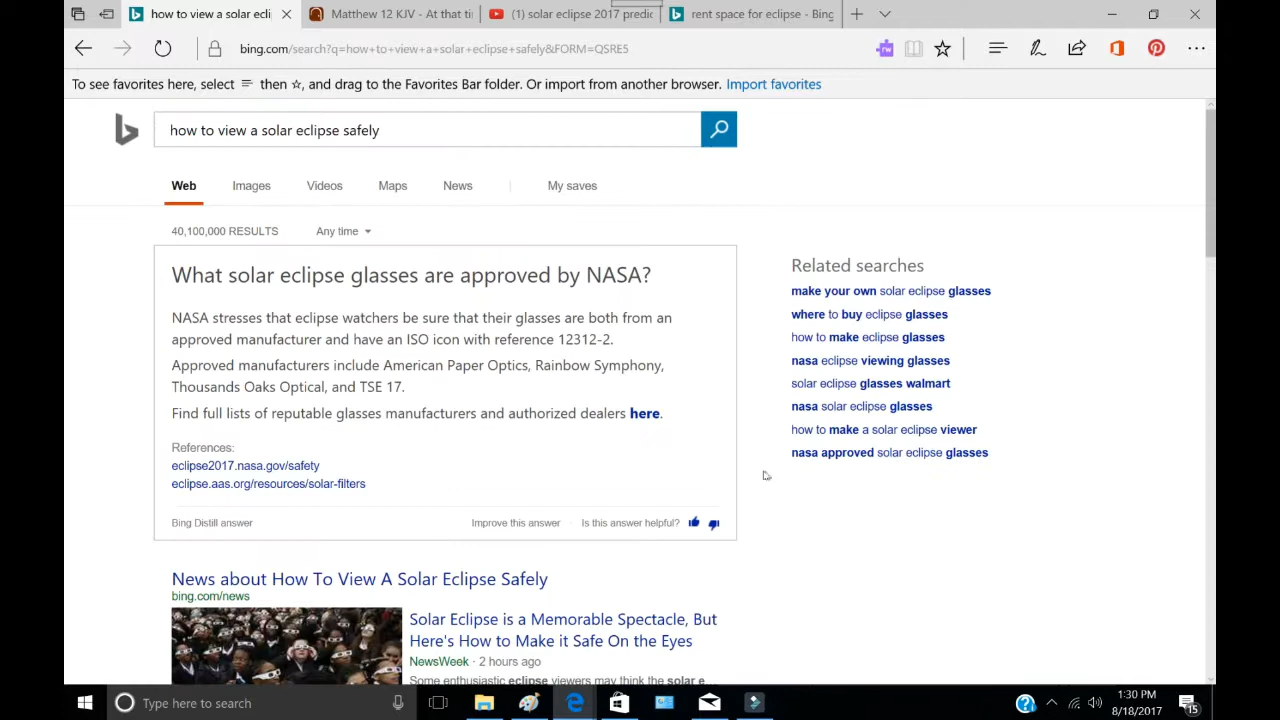 how to view a solar ecli
Matthew 12 KJV - At that ti
(1) solar eclipse 2017 predic
rent space for eclipse - Bing
bing.com/search?q=how+to+view+a+solar+eclipse+safely&FORM=QSRE5
To see favorites here, select then ☆, and drag to the Favorites Bar folder. Or import from another browser. Import favorites
how to view a solar eclipse safely
Web Images Videos Maps News My saves
40,100,000 RESULTS Any time
What solar eclipse glasses are approved by NASA?
NASA stresses that eclipse watchers be sure that their glasses are both from an
approved manufacturer and have an ISO icon with reference 12312-2.
Approved manufacturers include American Paper Optics, Rainbow Symphony,
Thousands Oaks Optical, and TSE 17.
Find full lists of reputable glasses manufacturers and authorized dealers here.
References:
eclipse2017.nasa.gov/safety
eclipse.aas.org/resources/solar-filters
Bing Distill answer Improve this answer Is this answer helpful?
Related searches
make your own solar eclipse glasses
where to buy eclipse glasses
how to make eclipse glasses
nasa eclipse viewing glasses
solar eclipse glasses walmart
nasa solar eclipse glasses
how to make a solar eclipse viewer
nasa approved solar eclipse glasses
News about How To View A Solar Eclipse Safely
bing.com/news
Solar Eclipse is a Memorable Spectacle, But
Here's How to Make it Safe On the Eyes
NewsWeek · 2 hours ago
Some enthusiastic eclipse viewers may think the solar e...
Type here to search
1:30 PM
8/18/2017
15